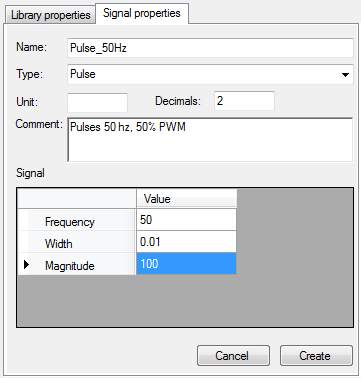 Library properties Signal properties
Name: Pulse_50Hz
Type: Pulse
Unit: Decimals: 2
Comment: Pulses 50 hz, 50% PWM
Signal
Value
Frequency 50
Width 0.01
Magnitude 100
Cancel Create